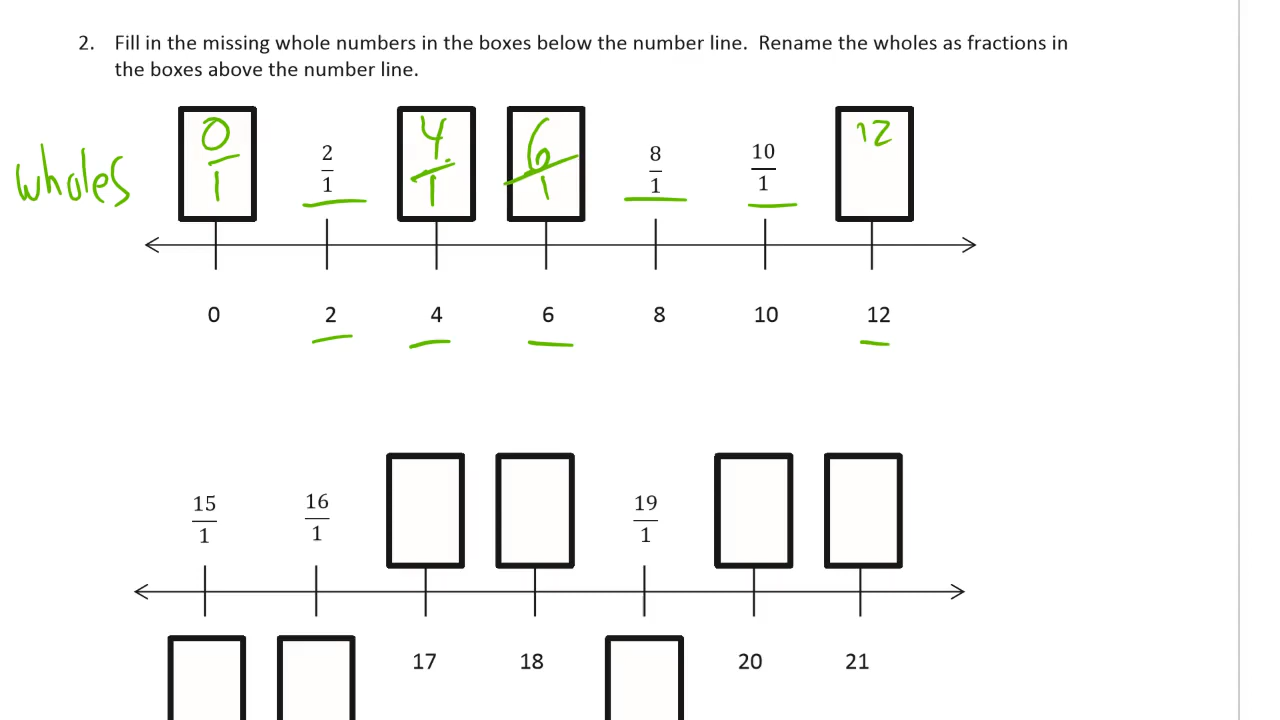 2. Fill in the missing whole numbers in the boxes below the number line. Rename the wholes as fractions in
the boxes above the number line.
wholes 0/1 2/1 4/1 6/1 8/1 10/1 12
0 2 4 6 8 10 12
15/1 16/1 19/1
17 18 20 21